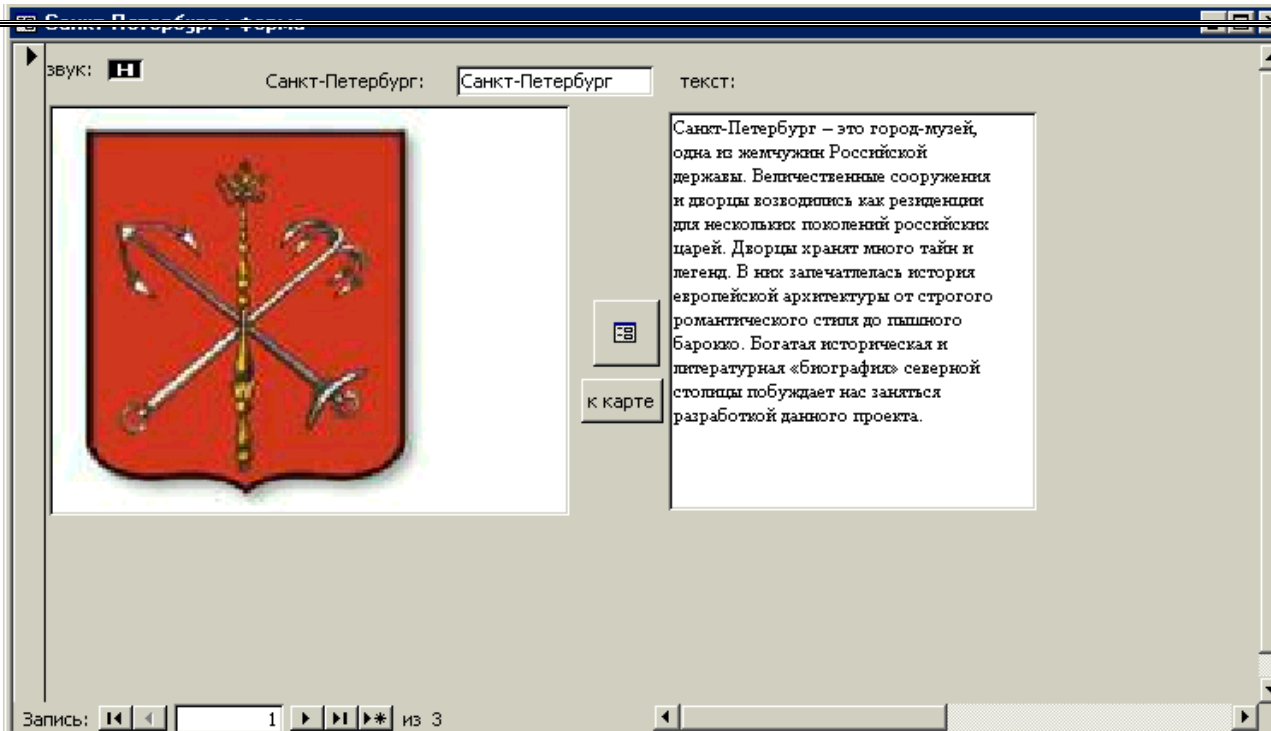 Санкт-Петербург : форма
звук:
Санкт-Петербург:
Санкт-Петербург
текст:
Санкт-Петербург – это город-музей,
одна из жемчужин Российской
державы. Величественные сооружения
и дворцы возводились как резиденции
для нескольких поколений российских
царей. Дворцы хранят много тайн и
легенд. В них запечатлелась история
европейской архитектуры от строгого
романтического стиля до пышного
барокко. Богатая историческая и
литературная «биография» северной
столицы побуждает нас заняться
разработкой данного проекта.
к карте
Запись: 1 из 3